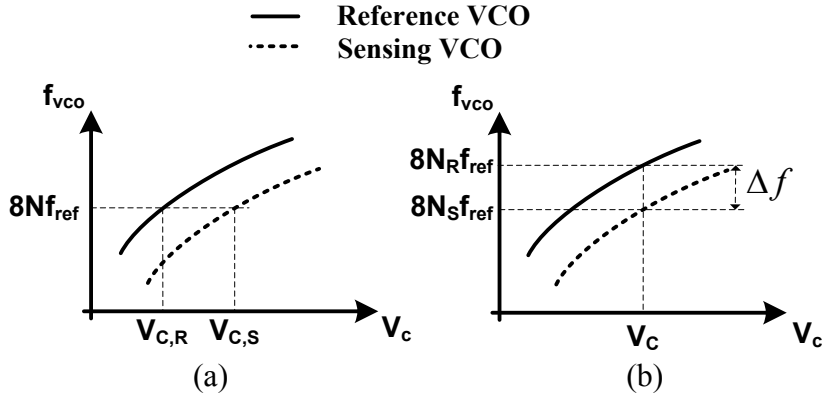 Reference VCO
Sensing VCO
fvco
8Nfref
VC,R
VC,S
Vc
(a)
fvco
8NRfref
8NSfref
Δf
VC
Vc
(b)